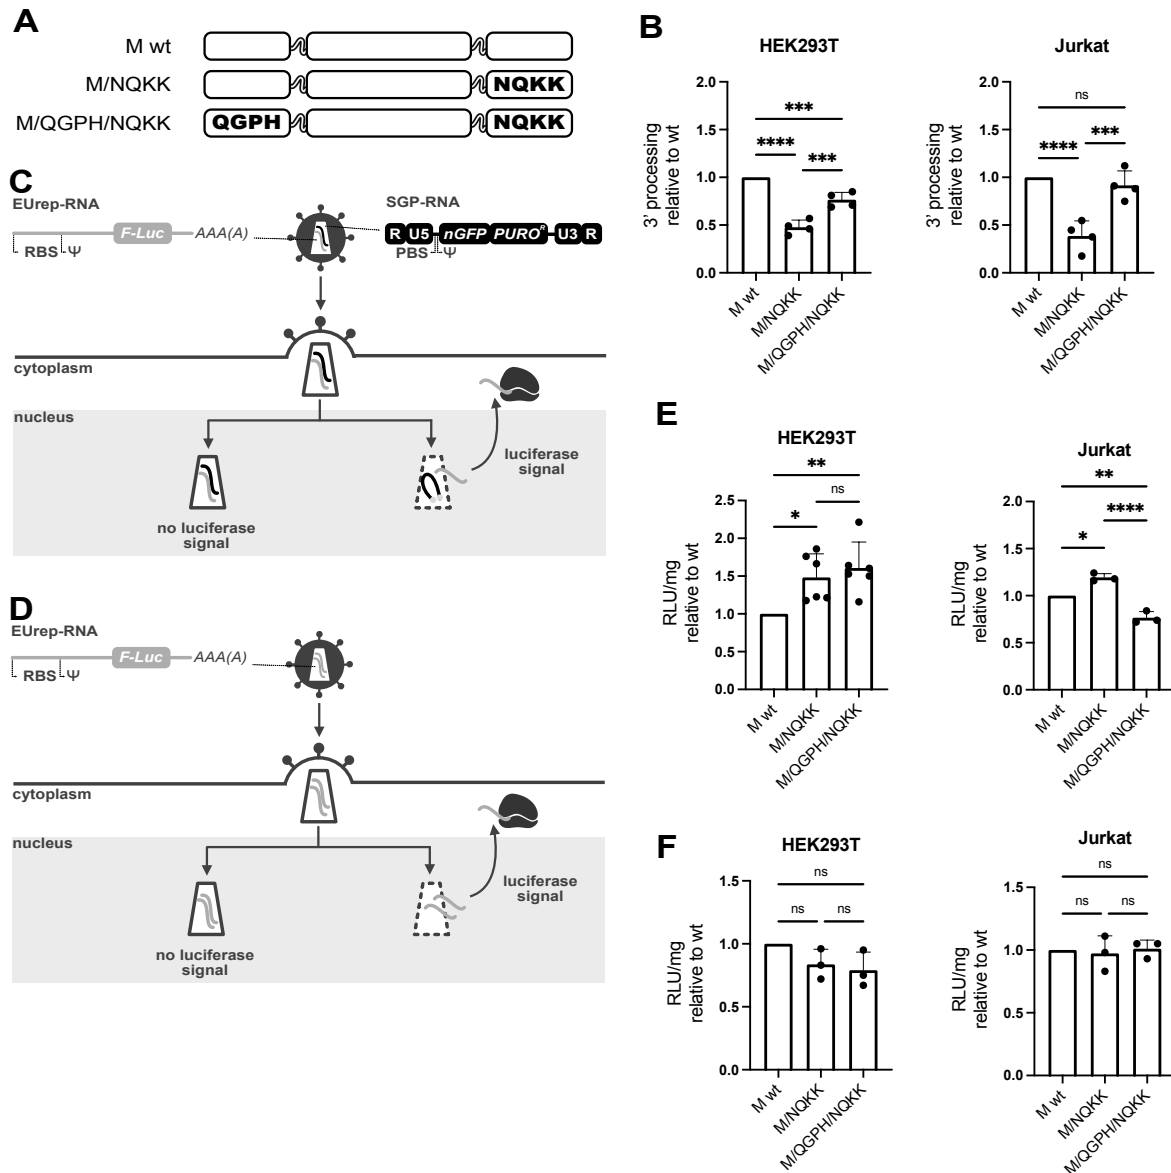 A
M wt
M/NQKK
NQKK
M/QGPH/NQKK
QGPH
NQKK
B
HEK293T
3' processing
relative to wt
2.0
1.5
1.0
0.5
0.0
***
****
***
M wt
M/NQKK
M/QGPH/NQKK
Jurkat
3' processing
relative to wt
2.0
1.5
1.0
0.5
0.0
ns
****
***
M wt
M/NQKK
M/QGPH/NQKK
C
EUrep-RNA
F-Luc
AAA(A)
RBS
Ψ
SGP-RNA
R U5 nGFP PURO^R U3 R
PBS
Ψ
cytoplasm
nucleus
luciferase
signal
no luciferase
signal
D
EUrep-RNA
F-Luc
AAA(A)
RBS
Ψ
cytoplasm
nucleus
luciferase
signal
no luciferase
signal
E
HEK293T
RLU/mg
relative to wt
2.5
2.0
1.5
1.0
0.5
0.0
**
ns
*
M wt
M/NQKK
M/QGPH/NQKK
Jurkat
RLU/mg
relative to wt
2.0
1.5
1.0
0.5
0.0
**
****
*
M wt
M/NQKK
M/QGPH/NQKK
F
HEK293T
RLU/mg
relative to wt
1.5
1.0
0.5
0.0
ns
ns
ns
M wt
M/NQKK
M/QGPH/NQKK
Jurkat
RLU/mg
relative to wt
1.5
1.0
0.5
0.0
ns
ns
ns
M wt
M/NQKK
M/QGPH/NQKK